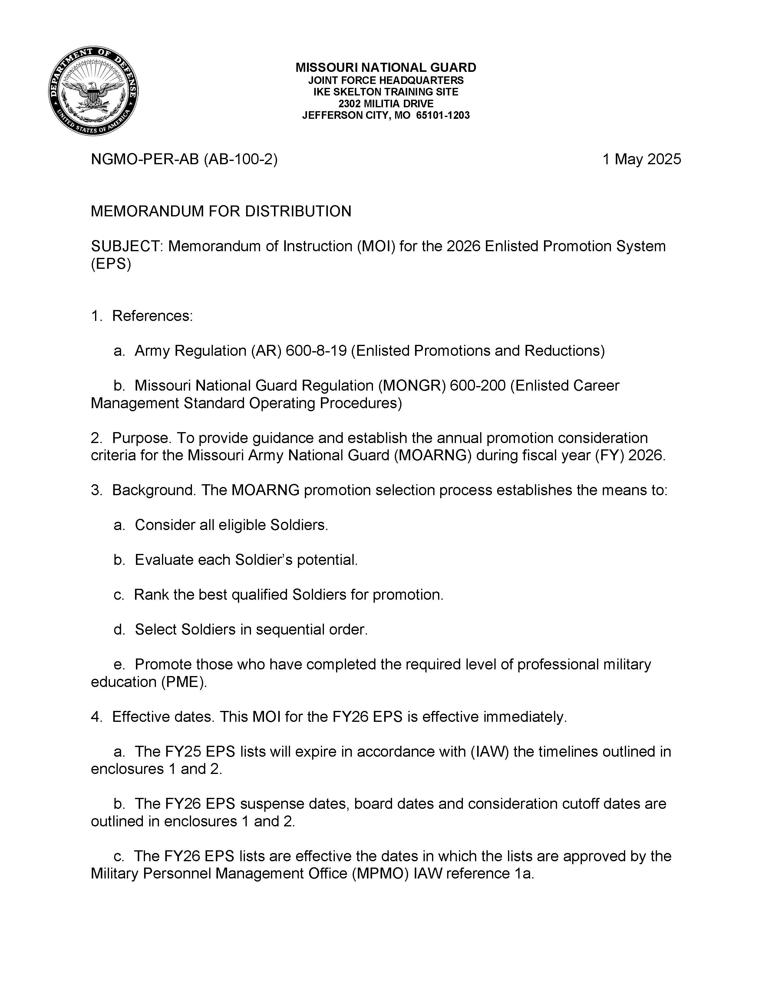 DEPARTMENT OF DEFENSE
UNITED STATES OF AMERICA
MISSOURI NATIONAL GUARD
JOINT FORCE HEADQUARTERS
IKE SKELTON TRAINING SITE
2302 MILITIA DRIVE
JEFFERSON CITY, MO  65101-1203
NGMO-PER-AB (AB-100-2) 1 May 2025
MEMORANDUM FOR DISTRIBUTION
SUBJECT: Memorandum of Instruction (MOI) for the 2026 Enlisted Promotion System
(EPS)
1.  References:
a.  Army Regulation (AR) 600-8-19 (Enlisted Promotions and Reductions)
b.  Missouri National Guard Regulation (MONGR) 600-200 (Enlisted Career
Management Standard Operating Procedures)
2.  Purpose. To provide guidance and establish the annual promotion consideration
criteria for the Missouri Army National Guard (MOARNG) during fiscal year (FY) 2026.
3.  Background. The MOARNG promotion selection process establishes the means to:
a.  Consider all eligible Soldiers.
b.  Evaluate each Soldier’s potential.
c.  Rank the best qualified Soldiers for promotion.
d.  Select Soldiers in sequential order.
e.  Promote those who have completed the required level of professional military
education (PME).
4.  Effective dates. This MOI for the FY26 EPS is effective immediately.
a.  The FY25 EPS lists will expire in accordance with (IAW) the timelines outlined in
enclosures 1 and 2.
b.  The FY26 EPS suspense dates, board dates and consideration cutoff dates are
outlined in enclosures 1 and 2.
c.  The FY26 EPS lists are effective the dates in which the lists are approved by the
Military Personnel Management Office (MPMO) IAW reference 1a.